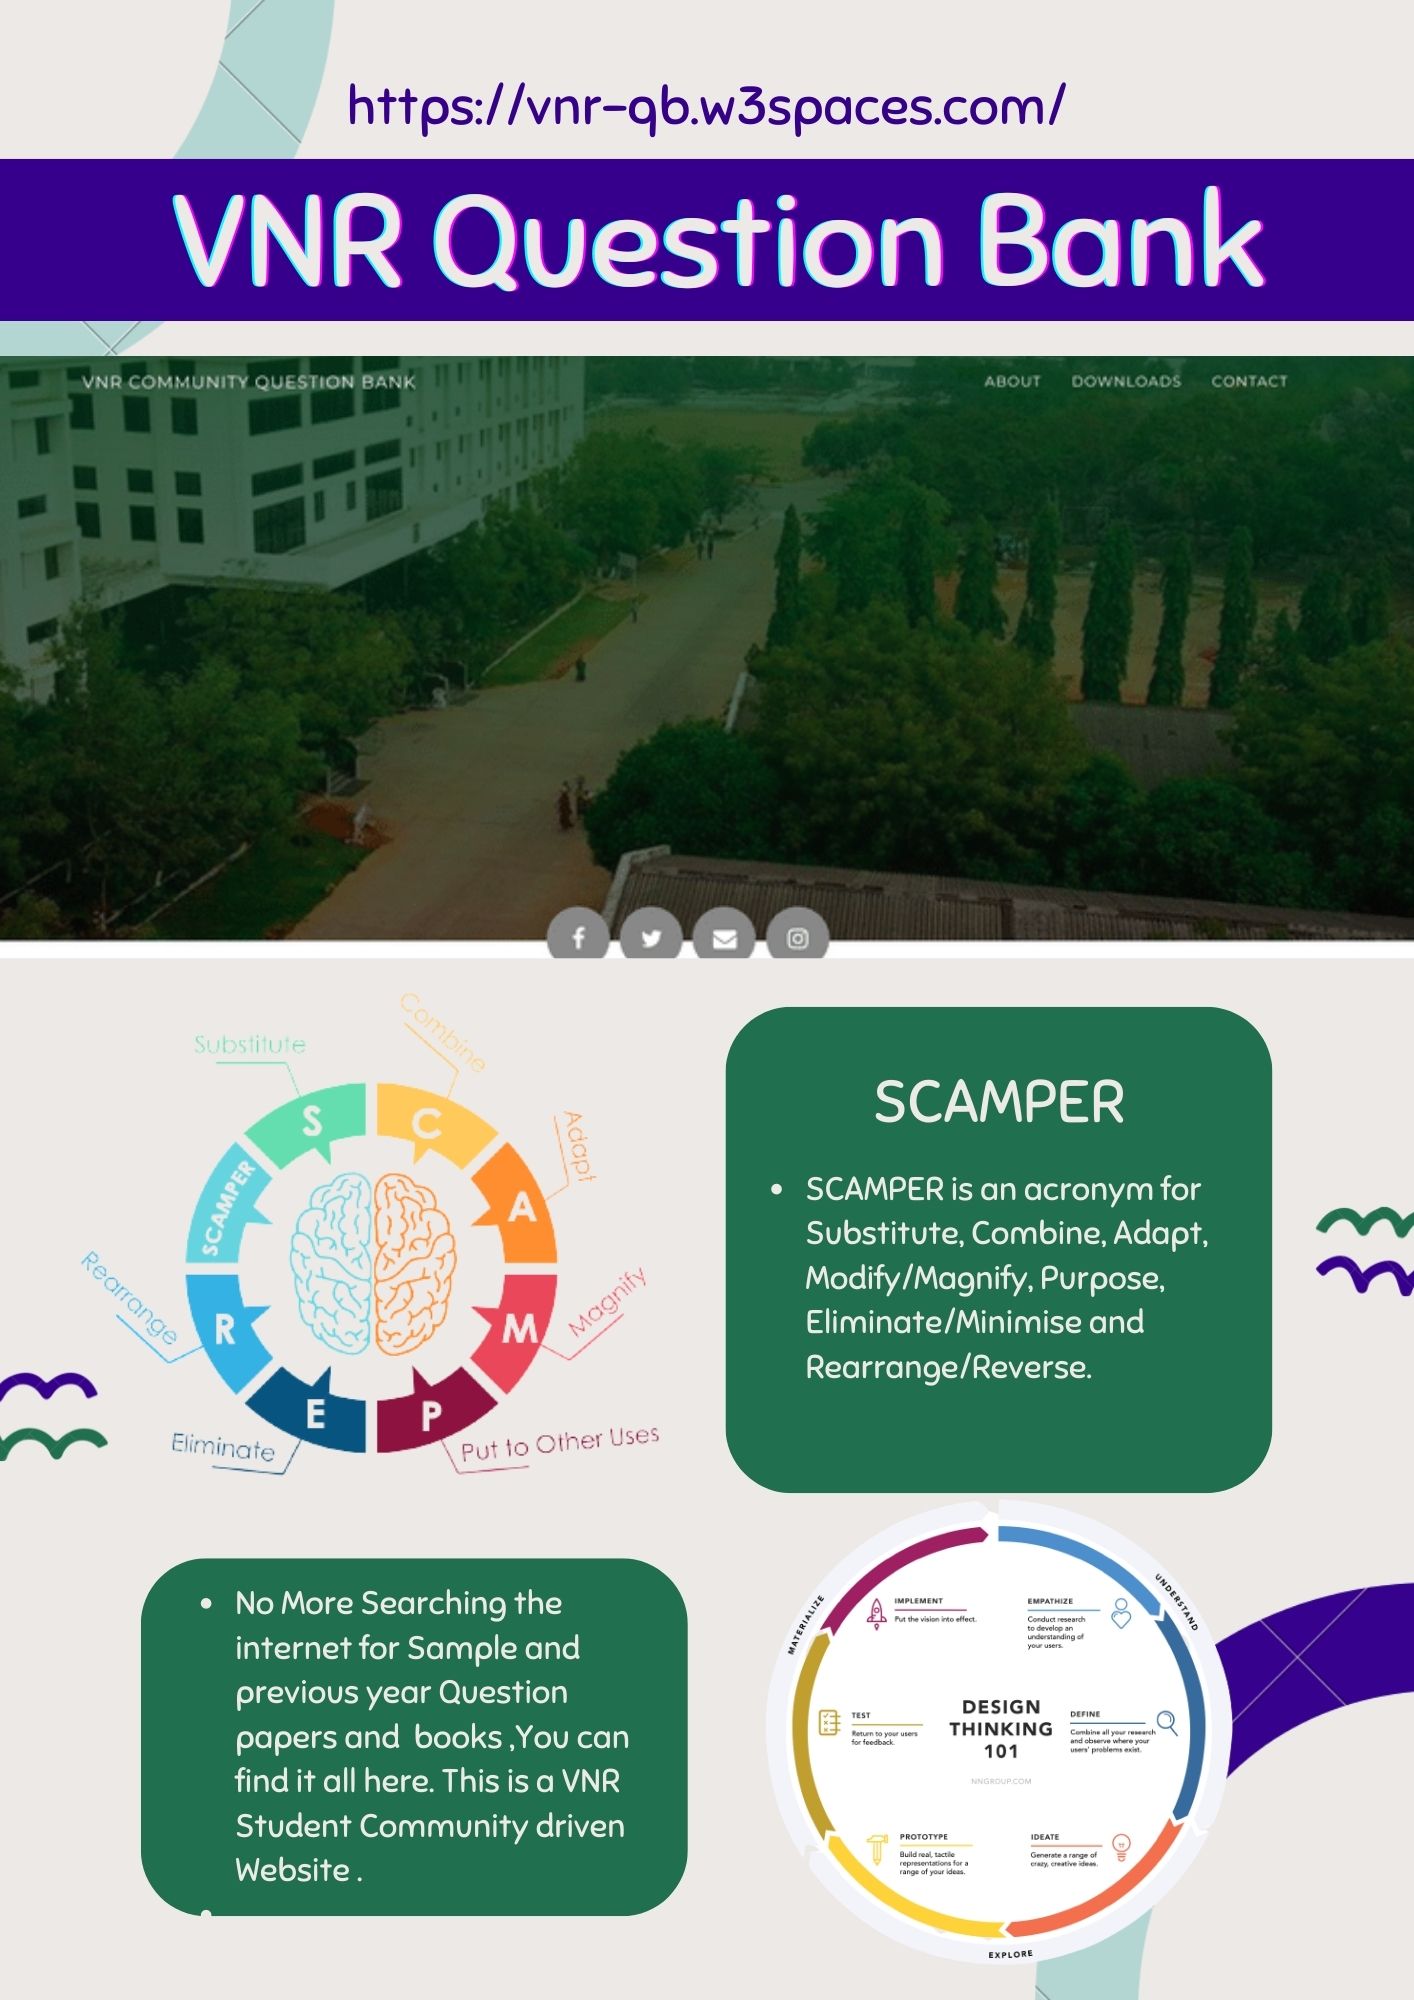 https://vnr-qb.w3spaces.com/
VNR Question Bank
VNR COMMUNITY QUESTION BANK
ABOUT DOWNLOADS CONTACT
Substitute
Combine
Adapt
Magnify
Put to Other Uses
Eliminate
Rearrange
SCAMPER
S
C
A
M
P
E
R
SCAMPER
• SCAMPER is an acronym for
Substitute, Combine, Adapt,
Modify/Magnify, Purpose,
Eliminate/Minimise and
Rearrange/Reverse.
• No More Searching the
internet for Sample and
previous year Question
papers and books ,You can
find it all here. This is a VNR
Student Community driven
Website .
•
DESIGN
THINKING
101
NNGROUP.COM
UNDERSTAND
EMPATHIZE
Conduct research
to develop an
understanding of
your users.
DEFINE
Combine all your research
and observe where your
users' problems exist.
EXPLORE
IDEATE
Generate a range of
crazy, creative ideas.
PROTOTYPE
Build real, tactile
representations for a
range of your ideas.
MATERIALIZE
TEST
Return to your users
for feedback.
IMPLEMENT
Put the vision into effect.